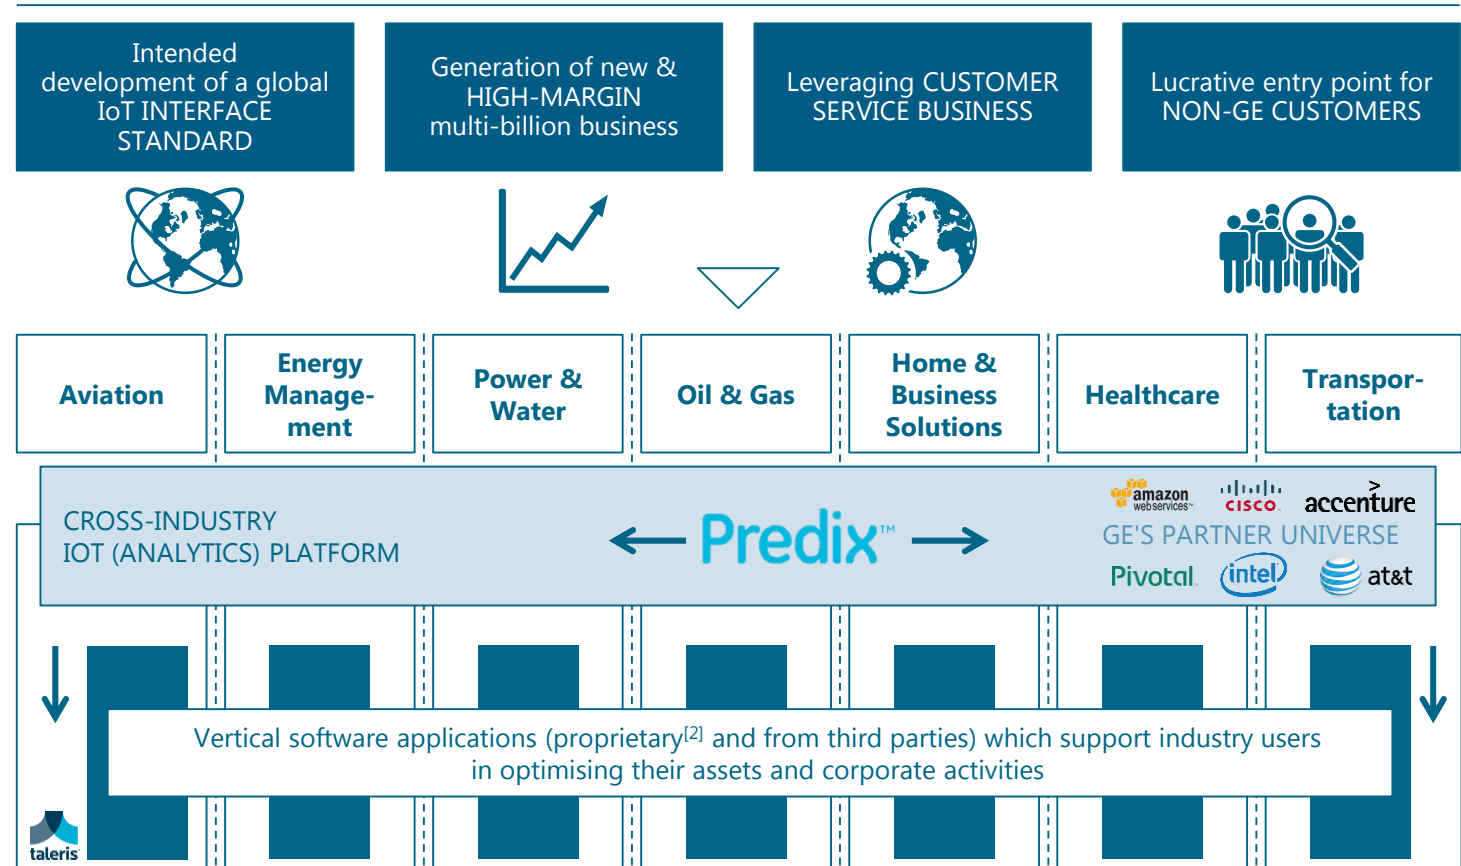 Intended
development of a global
IoT INTERFACE
STANDARD
Generation of new &
HIGH-MARGIN
multi-billion business
Leveraging CUSTOMER
SERVICE BUSINESS
Lucrative entry point for
NON-GE CUSTOMERS
Aviation
Energy
Manage-
ment
Power &
Water
Oil & Gas
Home &
Business
Solutions
Healthcare
Transpor-
tation
CROSS-INDUSTRY
IOT (ANALYTICS) PLATFORM
Predix™
amazon
webservices™
CISCO.
accenture
GE'S PARTNER UNIVERSE
Pivotal.
intel
at&t
Vertical software applications (proprietary[2] and from third parties) which support industry users
in optimising their assets and corporate activities
taleris